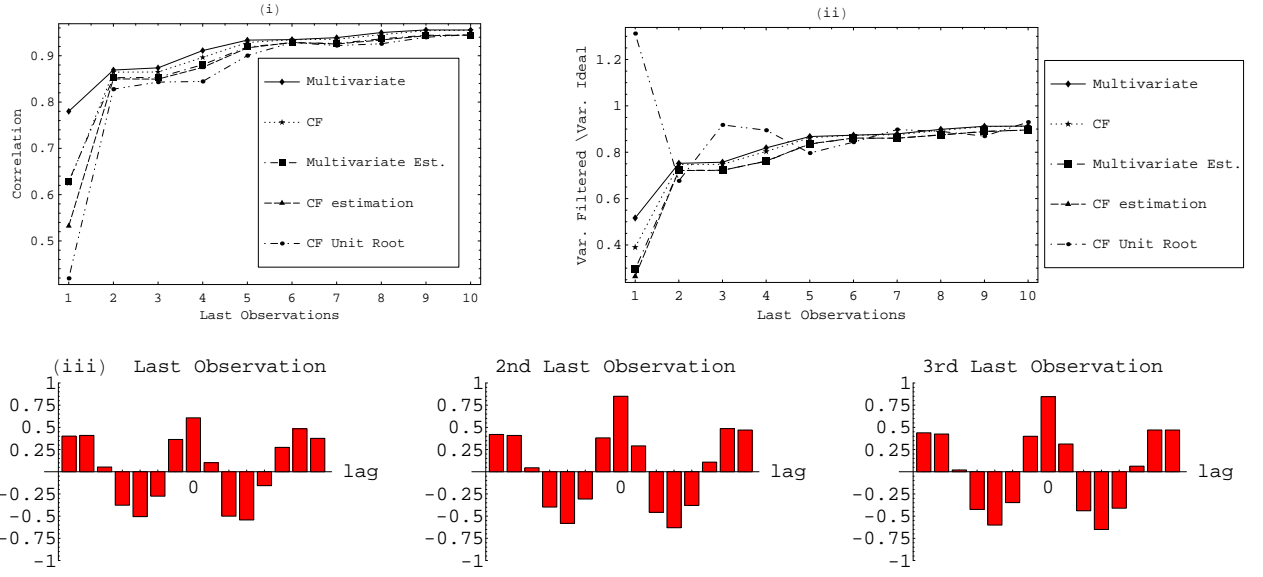 (i)
Correlation
0.9
0.8
0.7
0.6
0.5
Multivariate
CF
Multivariate Est.
CF estimation
CF Unit Root
1 2 3 4 5 6 7 8 9 10
Last Observations
(ii)
Var. Filtered \Var. Ideal
1.2
1
0.8
0.6
0.4
1 2 3 4 5 6 7 8 9 10
Last Observations
Multivariate
CF
Multivariate Est.
CF estimation
CF Unit Root
(iii) Last Observation
1
0.75
0.5
0.25
-0.25
-0.5
-0.75
-1
0
lag
2nd Last Observation
1
0.75
0.5
0.25
-0.25
-0.5
-0.75
-1
0
lag
3rd Last Observation
1
0.75
0.5
0.25
-0.25
-0.5
-0.75
-1
0
lag